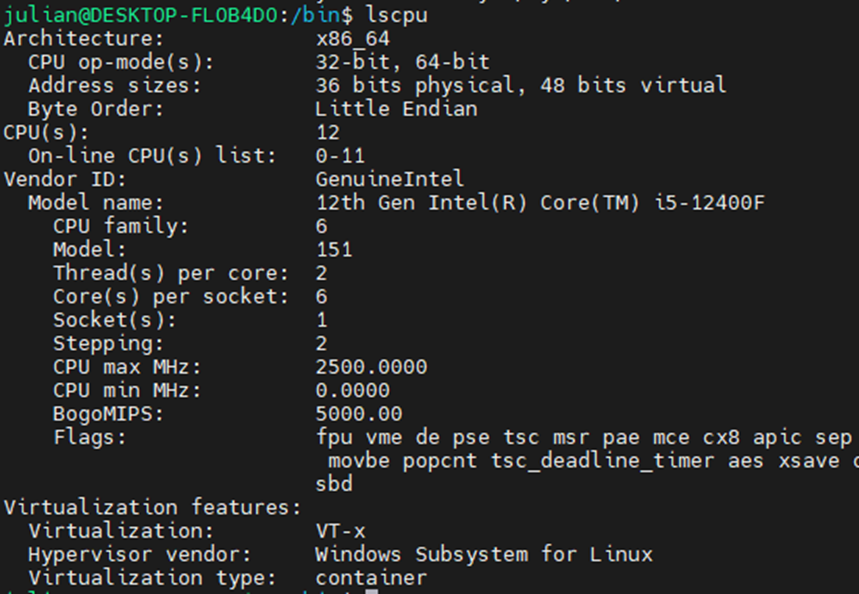 julian@DESKTOP-FLOB4DO:/bin$ lscpu
Architecture: x86_64
CPU op-mode(s): 32-bit, 64-bit
Address sizes: 36 bits physical, 48 bits virtual
Byte Order: Little Endian
CPU(s): 12
On-line CPU(s) list: 0-11
Vendor ID: GenuineIntel
Model name: 12th Gen Intel(R) Core(TM) i5-12400F
CPU family: 6
Model: 151
Thread(s) per core: 2
Core(s) per socket: 6
Socket(s): 1
Stepping: 2
CPU max MHz: 2500.0000
CPU min MHz: 0.0000
BogoMIPS: 5000.00
Flags: fpu vme de pse tsc msr pae mce cx8 apic sep
movbe popcnt tsc_deadline_timer aes xsave
sbd
Virtualization features:
Virtualization: VT-x
Hypervisor vendor: Windows Subsystem for Linux
Virtualization type: container